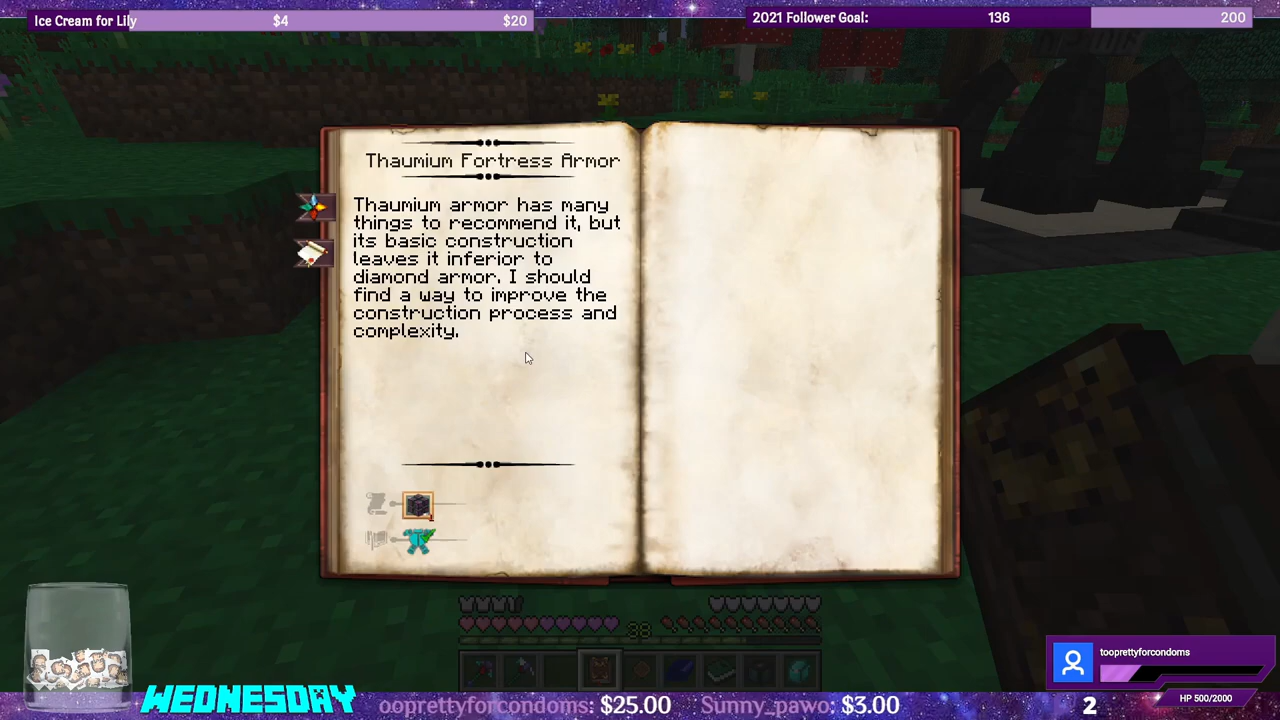 Ice Cream for Lily $4 $20
2021 Follower Goal: 136 200
Thaumium Fortress Armor
Thaumium armor has many
things to recommend it, but
its basic construction
leaves it inferior to
diamond armor. I should
find a way to improve the
construction process and
complexity.
1
38
tooprettyforcondoms
HP 500/2000
WEDNESDAY
ooprettyforcondoms: $25.00 Sunny_pawo: $3.00
2